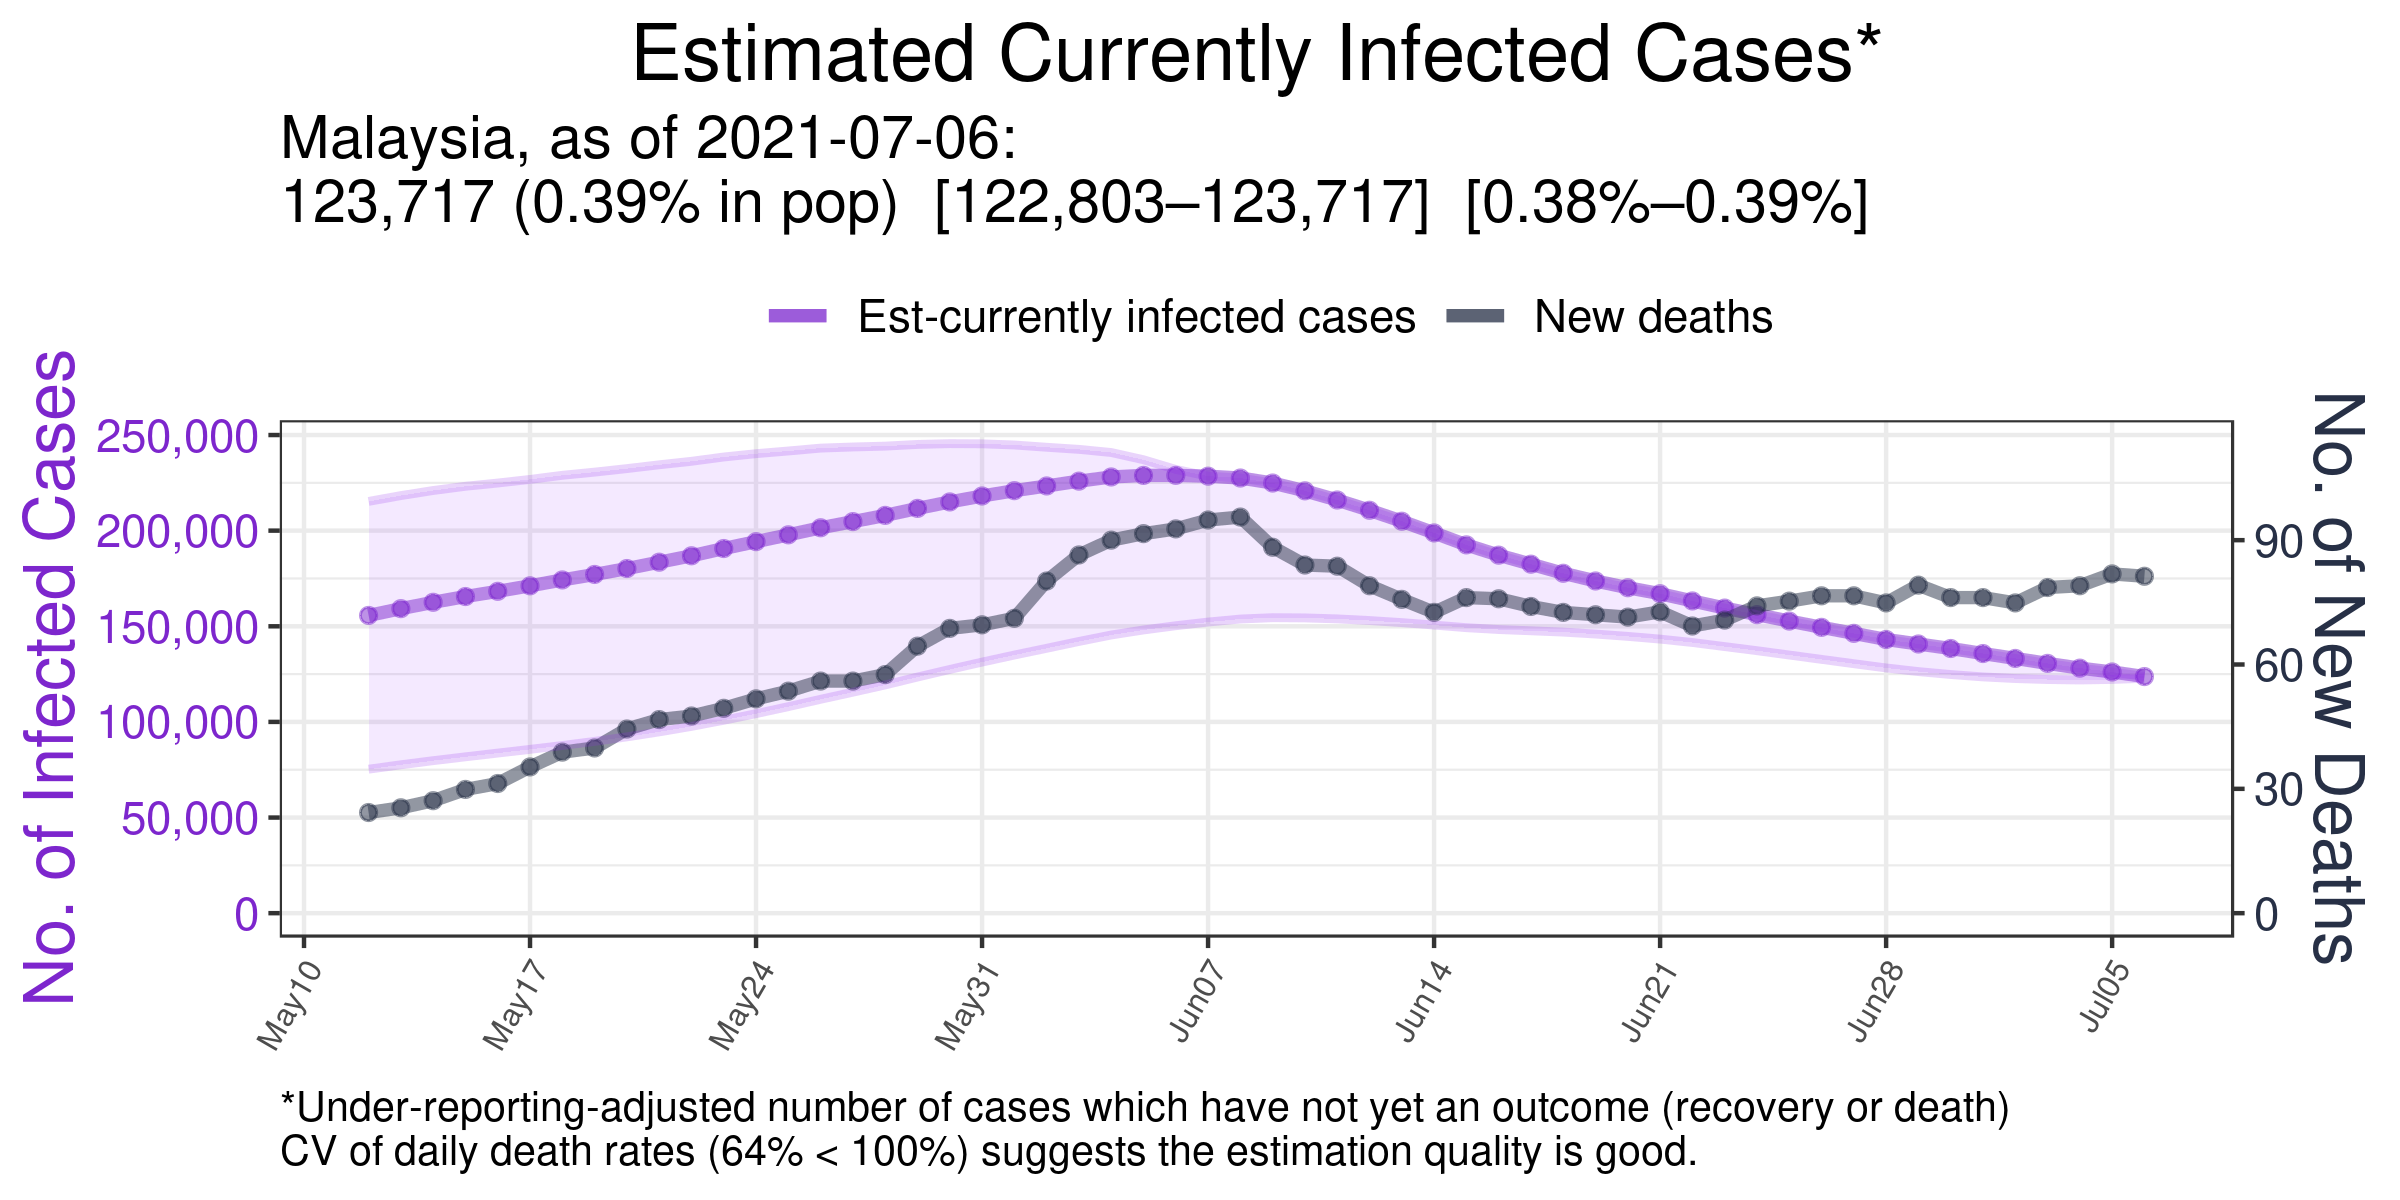 Estimated Currently Infected Cases*
Malaysia, as of 2021-07-06:
123,717 (0.39% in pop)  [122,803–123,717]  [0.38%–0.39%]
Est-currently infected cases
New deaths
No. of Infected Cases
250,000
200,000
150,000
100,000
50,000
0
No. of New Deaths
90
60
30
0
May10
May17
May24
May31
Jun07
Jun14
Jun21
Jun28
Jul05
*Under-reporting-adjusted number of cases which have not yet an outcome (recovery or death)
CV of daily death rates (64% < 100%) suggests the estimation quality is good.